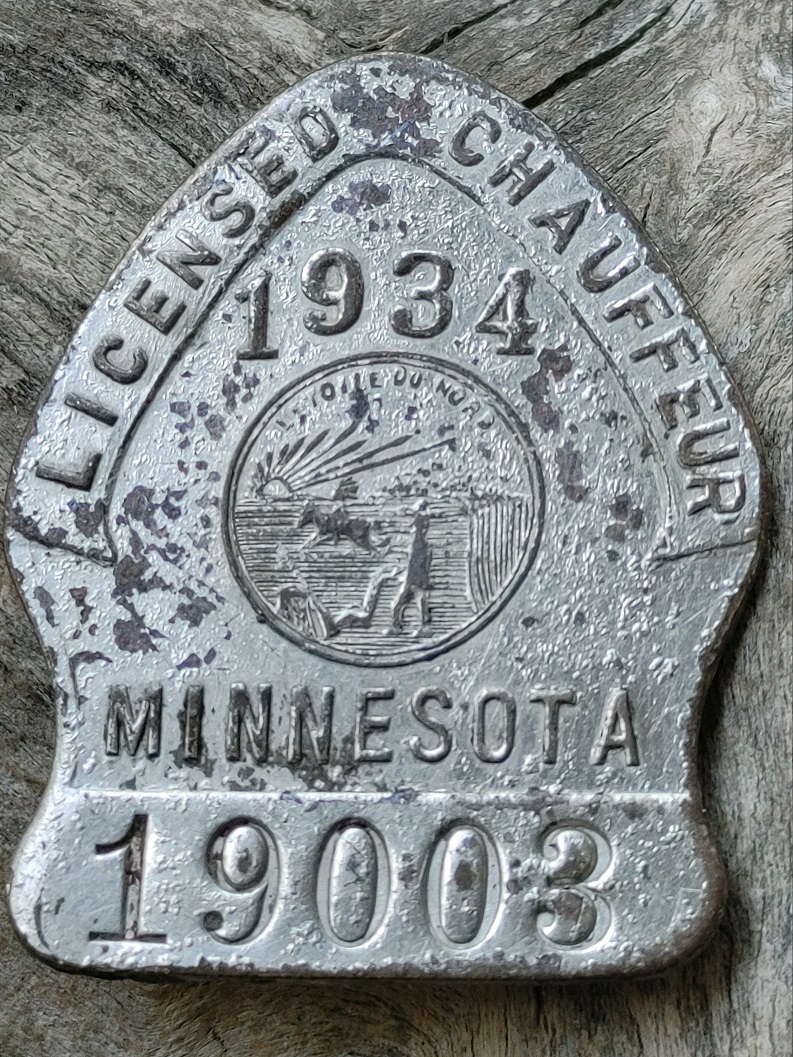 LICENSED CHAUFFEUR
1934
L'ETOILE DU NORD
MINNESOTA
19003